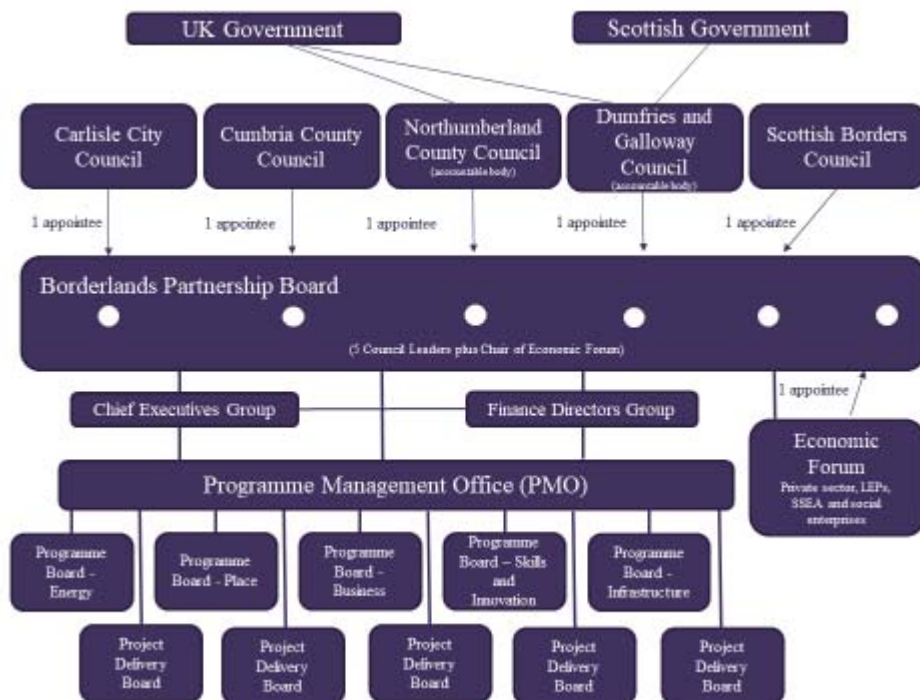 UK Government
Scottish Government
Carlisle City
Council
Cumbria County
Council
Northumberland
County Council
(accountable body)
Dumfries and
Galloway
Council
(accountable body)
Scottish Borders
Council
1 appointee
1 appointee
1 appointee
1 appointee
1 appointee
Borderlands Partnership Board
(5 Council Leaders plus Chair of Economic Forum)
1 appointee
Chief Executives Group
Finance Directors Group
Economic
Forum
Private sector, LEPs,
SSEA and social
enterprises
Programme Management Office (PMO)
Programme
Board -
Energy
Programme
Board - Place
Programme
Board -
Business
Programme
Board – Skills
and
Innovation
Programme
Board -
Infrastructure
Project
Delivery
Board
Project
Delivery
Board
Project
Delivery
Board
Project
Delivery
Board
Project
Delivery
Board